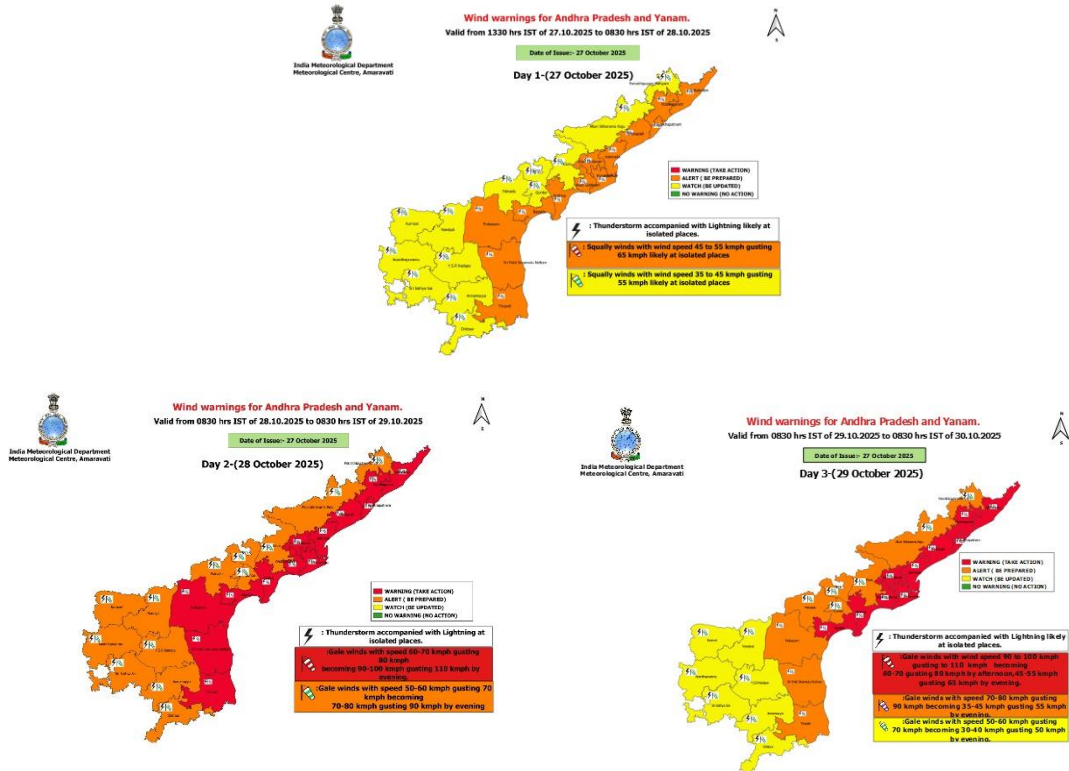 India Meteorological Department
Meteorological Centre, Amaravati
Wind warnings for Andhra Pradesh and Yanam.
Valid from 1330 hrs IST of 27.10.2025 to 0830 hrs IST of 28.10.2025
Date of Issue:- 27 October 2025
Day 1-(27 October 2025)
N
S
Alluri Sitharama Raju
Palnadu
Guntur
Prakasam
Kurnool
Nandyal
Y.S.R Kadapa
Sri Sathya Sai
Annamayya
Tirupati
Chittoor
WARNING (TAKE ACTION)
ALERT ( BE PREPARED)
WATCH (BE UPDATED)
NO WARNING (NO ACTION)
: Thunderstorm accompanied with Lightning likely at
isolated places.
: Squally winds with wind speed 45 to 55 kmph gusting
65 kmph likely at isolated places
: Squally winds with wind speed 35 to 45 kmph gusting
55 kmph likely at isolated places
India Meteorological Department
Meteorological Centre, Amaravati
Wind warnings for Andhra Pradesh and Yanam.
Valid from 0830 hrs IST of 28.10.2025 to 0830 hrs IST of 29.10.2025
Date of Issue:- 27 October 2025
Day 2-(28 October 2025)
N
S
WARNING (TAKE ACTION)
ALERT ( BE PREPARED)
WATCH (BE UPDATED)
NO WARNING (NO ACTION)
: Thunderstorm accompanied with Lightning at
isolated places.
:Gale winds with speed 60-70 kmph gusting
80 kmph
becoming 90-100 kmph gusting 110 kmph by
evening.
:Gale winds with speed 50-60 kmph gusting 70
kmph becoming
70-80 kmph gusting 90 kmph by evening
India Meteorological Department
Meteorological Centre, Amaravati
Wind warnings for Andhra Pradesh and Yanam.
Valid from 0830 hrs IST of 29.10.2025 to 0830 hrs IST of 30.10.2025
Date of Issue:- 27 October 2025
Day 3-(29 October 2025)
N
S
WARNING (TAKE ACTION)
ALERT ( BE PREPARED)
WATCH (BE UPDATED)
NO WARNING (NO ACTION)
: Thunderstorm accompanied with Lightning likely
at isolated places.
:Gale winds with wind speed 90 to 100 kmph
gusting to 110 kmph becoming
60-70 gusting 80 kmph by afternoon,45-55 kmph
gusting 65 kmph by evening.
:Gale winds with speed 70-80 kmph gusting
90 kmph becoming 35-45 kmph gusting 55 kmph
by evening.
:Gale winds with speed 50-60 kmph gusting
70 kmph becoming 30-40 kmph gusting 50 kmph
by evening.